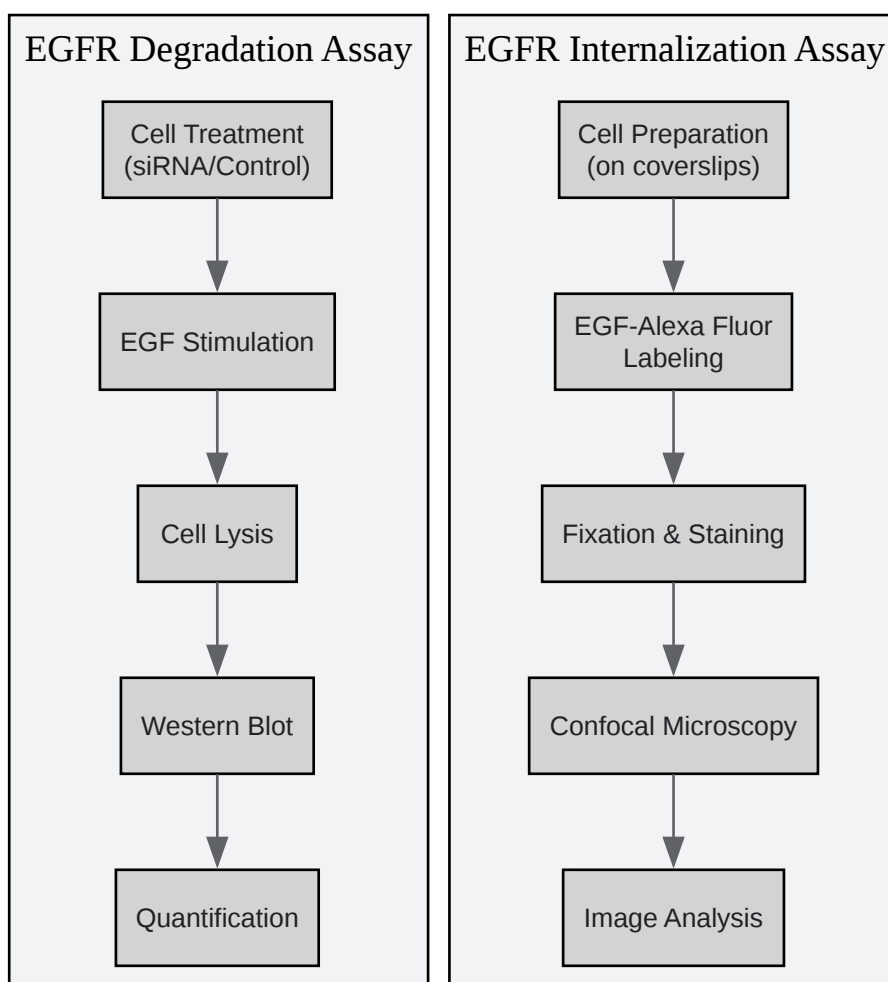 EGFR Degradation Assay
Cell Treatment
(siRNA/Control)
EGF Stimulation
Cell Lysis
Western Blot
Quantification
EGFR Internalization Assay
Cell Preparation
(on coverslips)
EGF-Alexa Fluor
Labeling
Fixation & Staining
Confocal Microscopy
Image Analysis